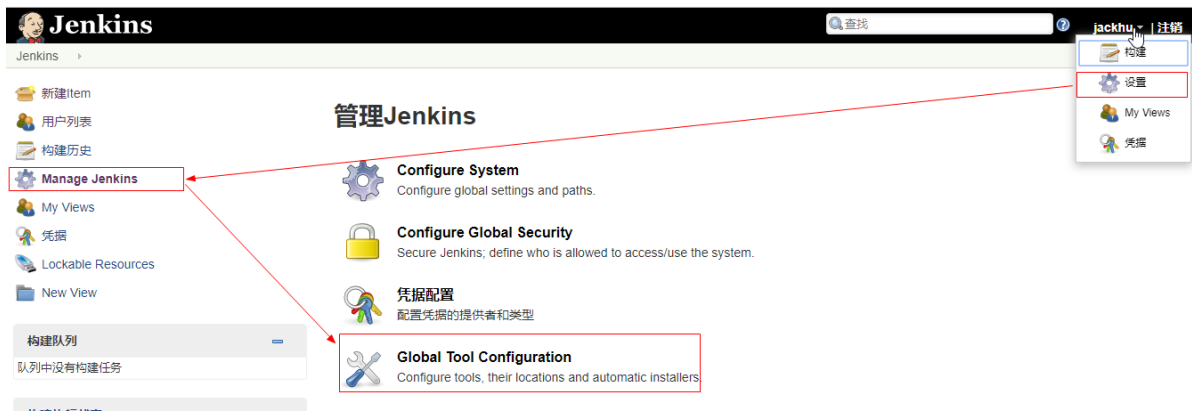 Jenkins
查找
jackhu | 注销
Jenkins
构建
设置
My Views
凭据
新建Item
用户列表
构建历史
Manage Jenkins
My Views
凭据
Lockable Resources
New View
构建队列
队列中没有构建任务
管理Jenkins
Configure System
Configure global settings and paths.
Configure Global Security
Secure Jenkins; define who is allowed to access/use the system.
凭据配置
配置凭据的提供者和类型
Global Tool Configuration
Configure tools, their locations and automatic installers.